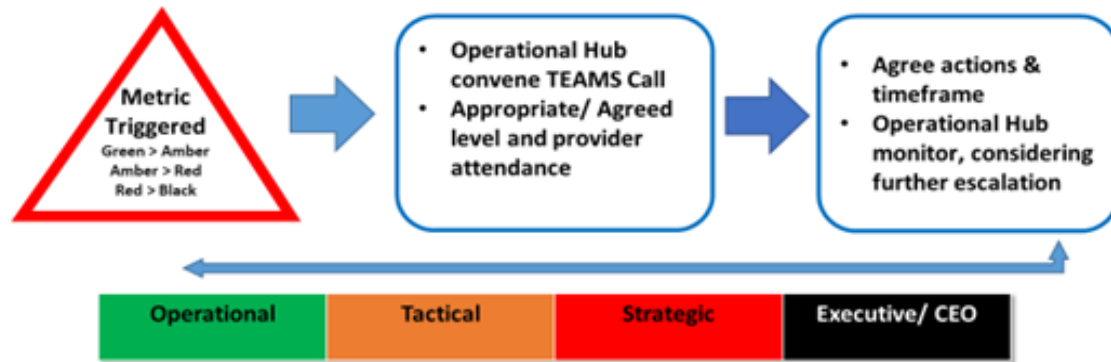 Metric
Triggered
Green > Amber
Amber > Red
Red > Black
• Operational Hub
convene TEAMS Call
• Appropriate/ Agreed
level and provider
attendance
• Agree actions &
timeframe
• Operational Hub
monitor, considering
further escalation
Operational
Tactical
Strategic
Executive/ CEO